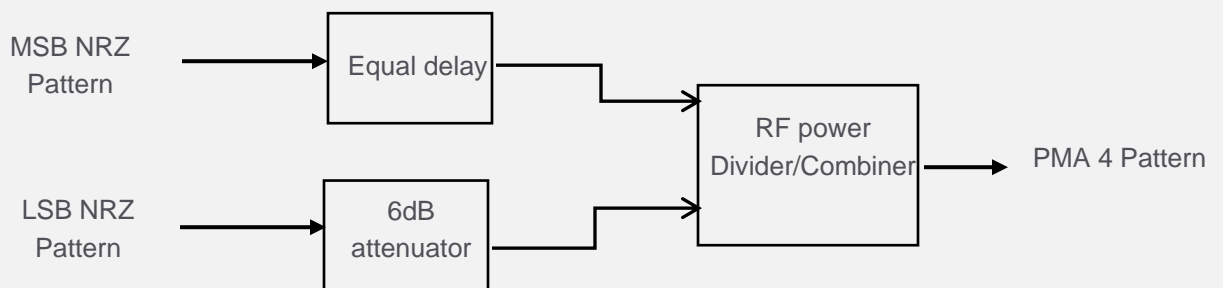 MSB NRZ
Pattern
Equal delay
RF power
Divider/Combiner
PMA 4 Pattern
LSB NRZ
Pattern
6dB
attenuator